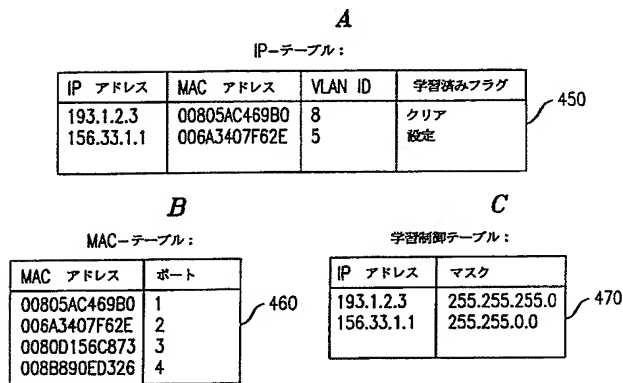 A
IP-テーブル：
IP アドレス MAC アドレス VLAN ID 学習済みフラグ
193.1.2.3 00805AC469B0 8 クリア
156.33.1.1 006A3407F62E 5 設定
450
B
MAC-テーブル：
MAC アドレス ポート
00805AC469B0 1
006A3407F62E 2
0080D156C873 3
008B890ED326 4
460
C
学習制御テーブル：
IP アドレス マスク
193.1.2.3 255.255.255.0
156.33.1.1 255.255.0.0
470